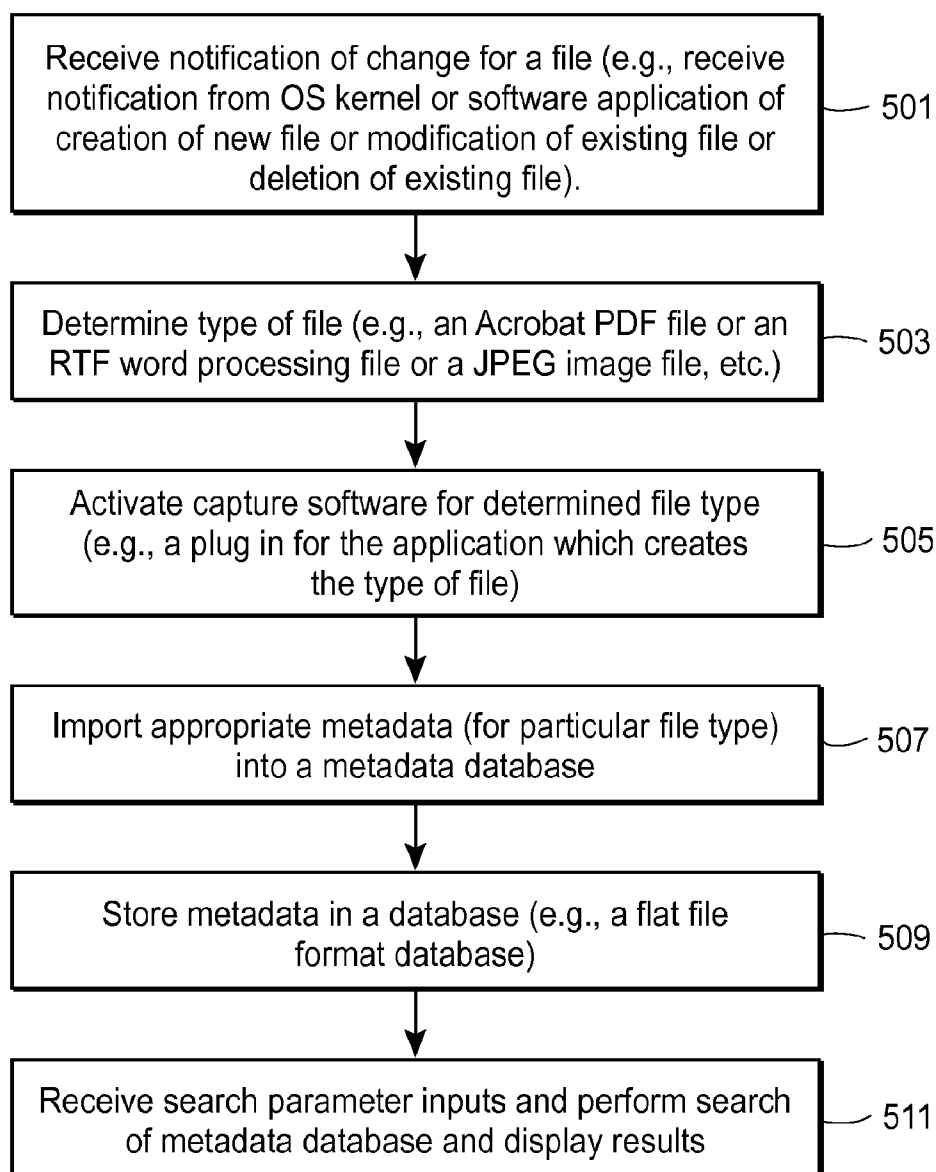 Receive notification of change for a file (e.g., receive
notification from OS kernel or software application of
creation of new file or modification of existing file or
deletion of existing file).
501
Determine type of file (e.g., an Acrobat PDF file or an
RTF word processing file or a JPEG image file, etc.)
503
Activate capture software for determined file type
(e.g., a plug in for the application which creates
the type of file)
505
Import appropriate metadata (for particular file type)
into a metadata database
507
Store metadata in a database (e.g., a flat file
format database)
509
Receive search parameter inputs and perform search
of metadata database and display results
511